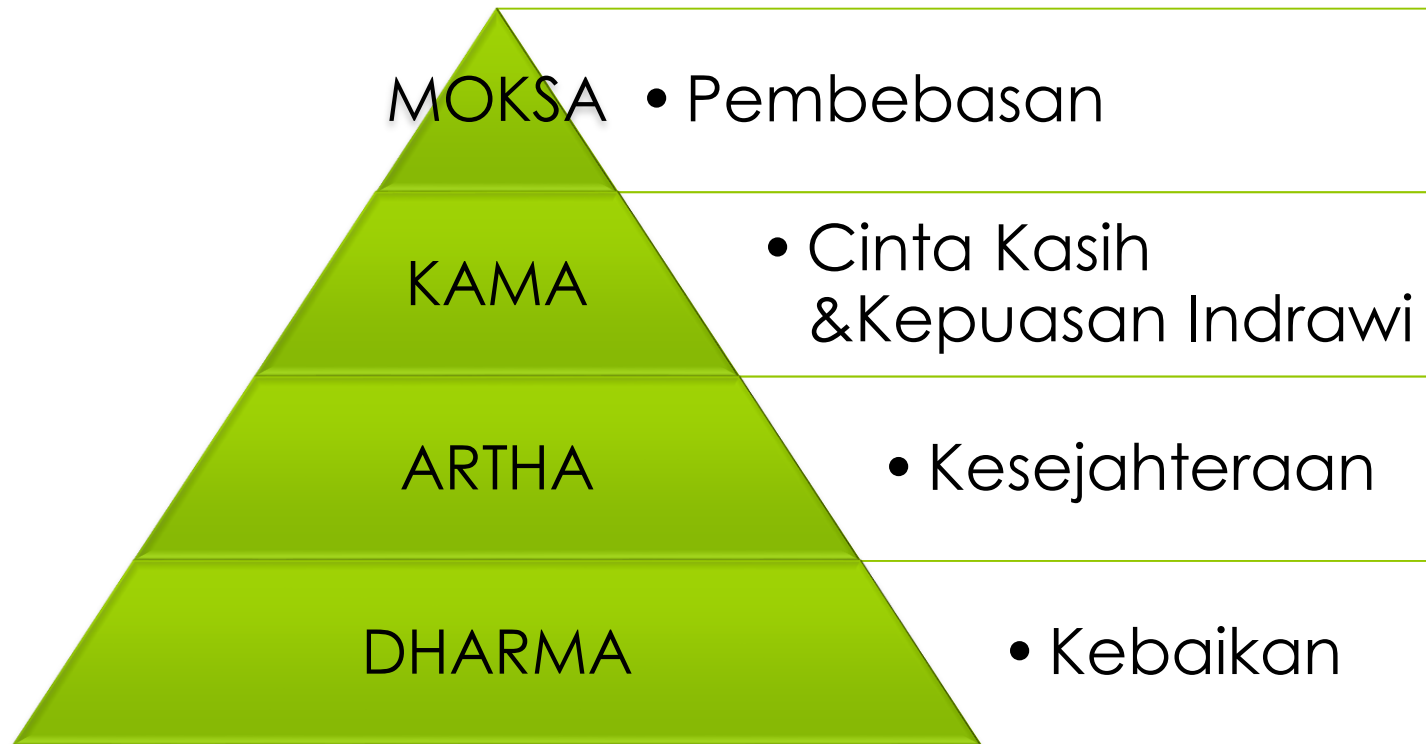 MOKSA
• Pembebasan
KAMA
• Cinta Kasih
&Kepuasan Indrawi
ARTHA
• Kesejahteraan
DHARMA
• Kebaikan